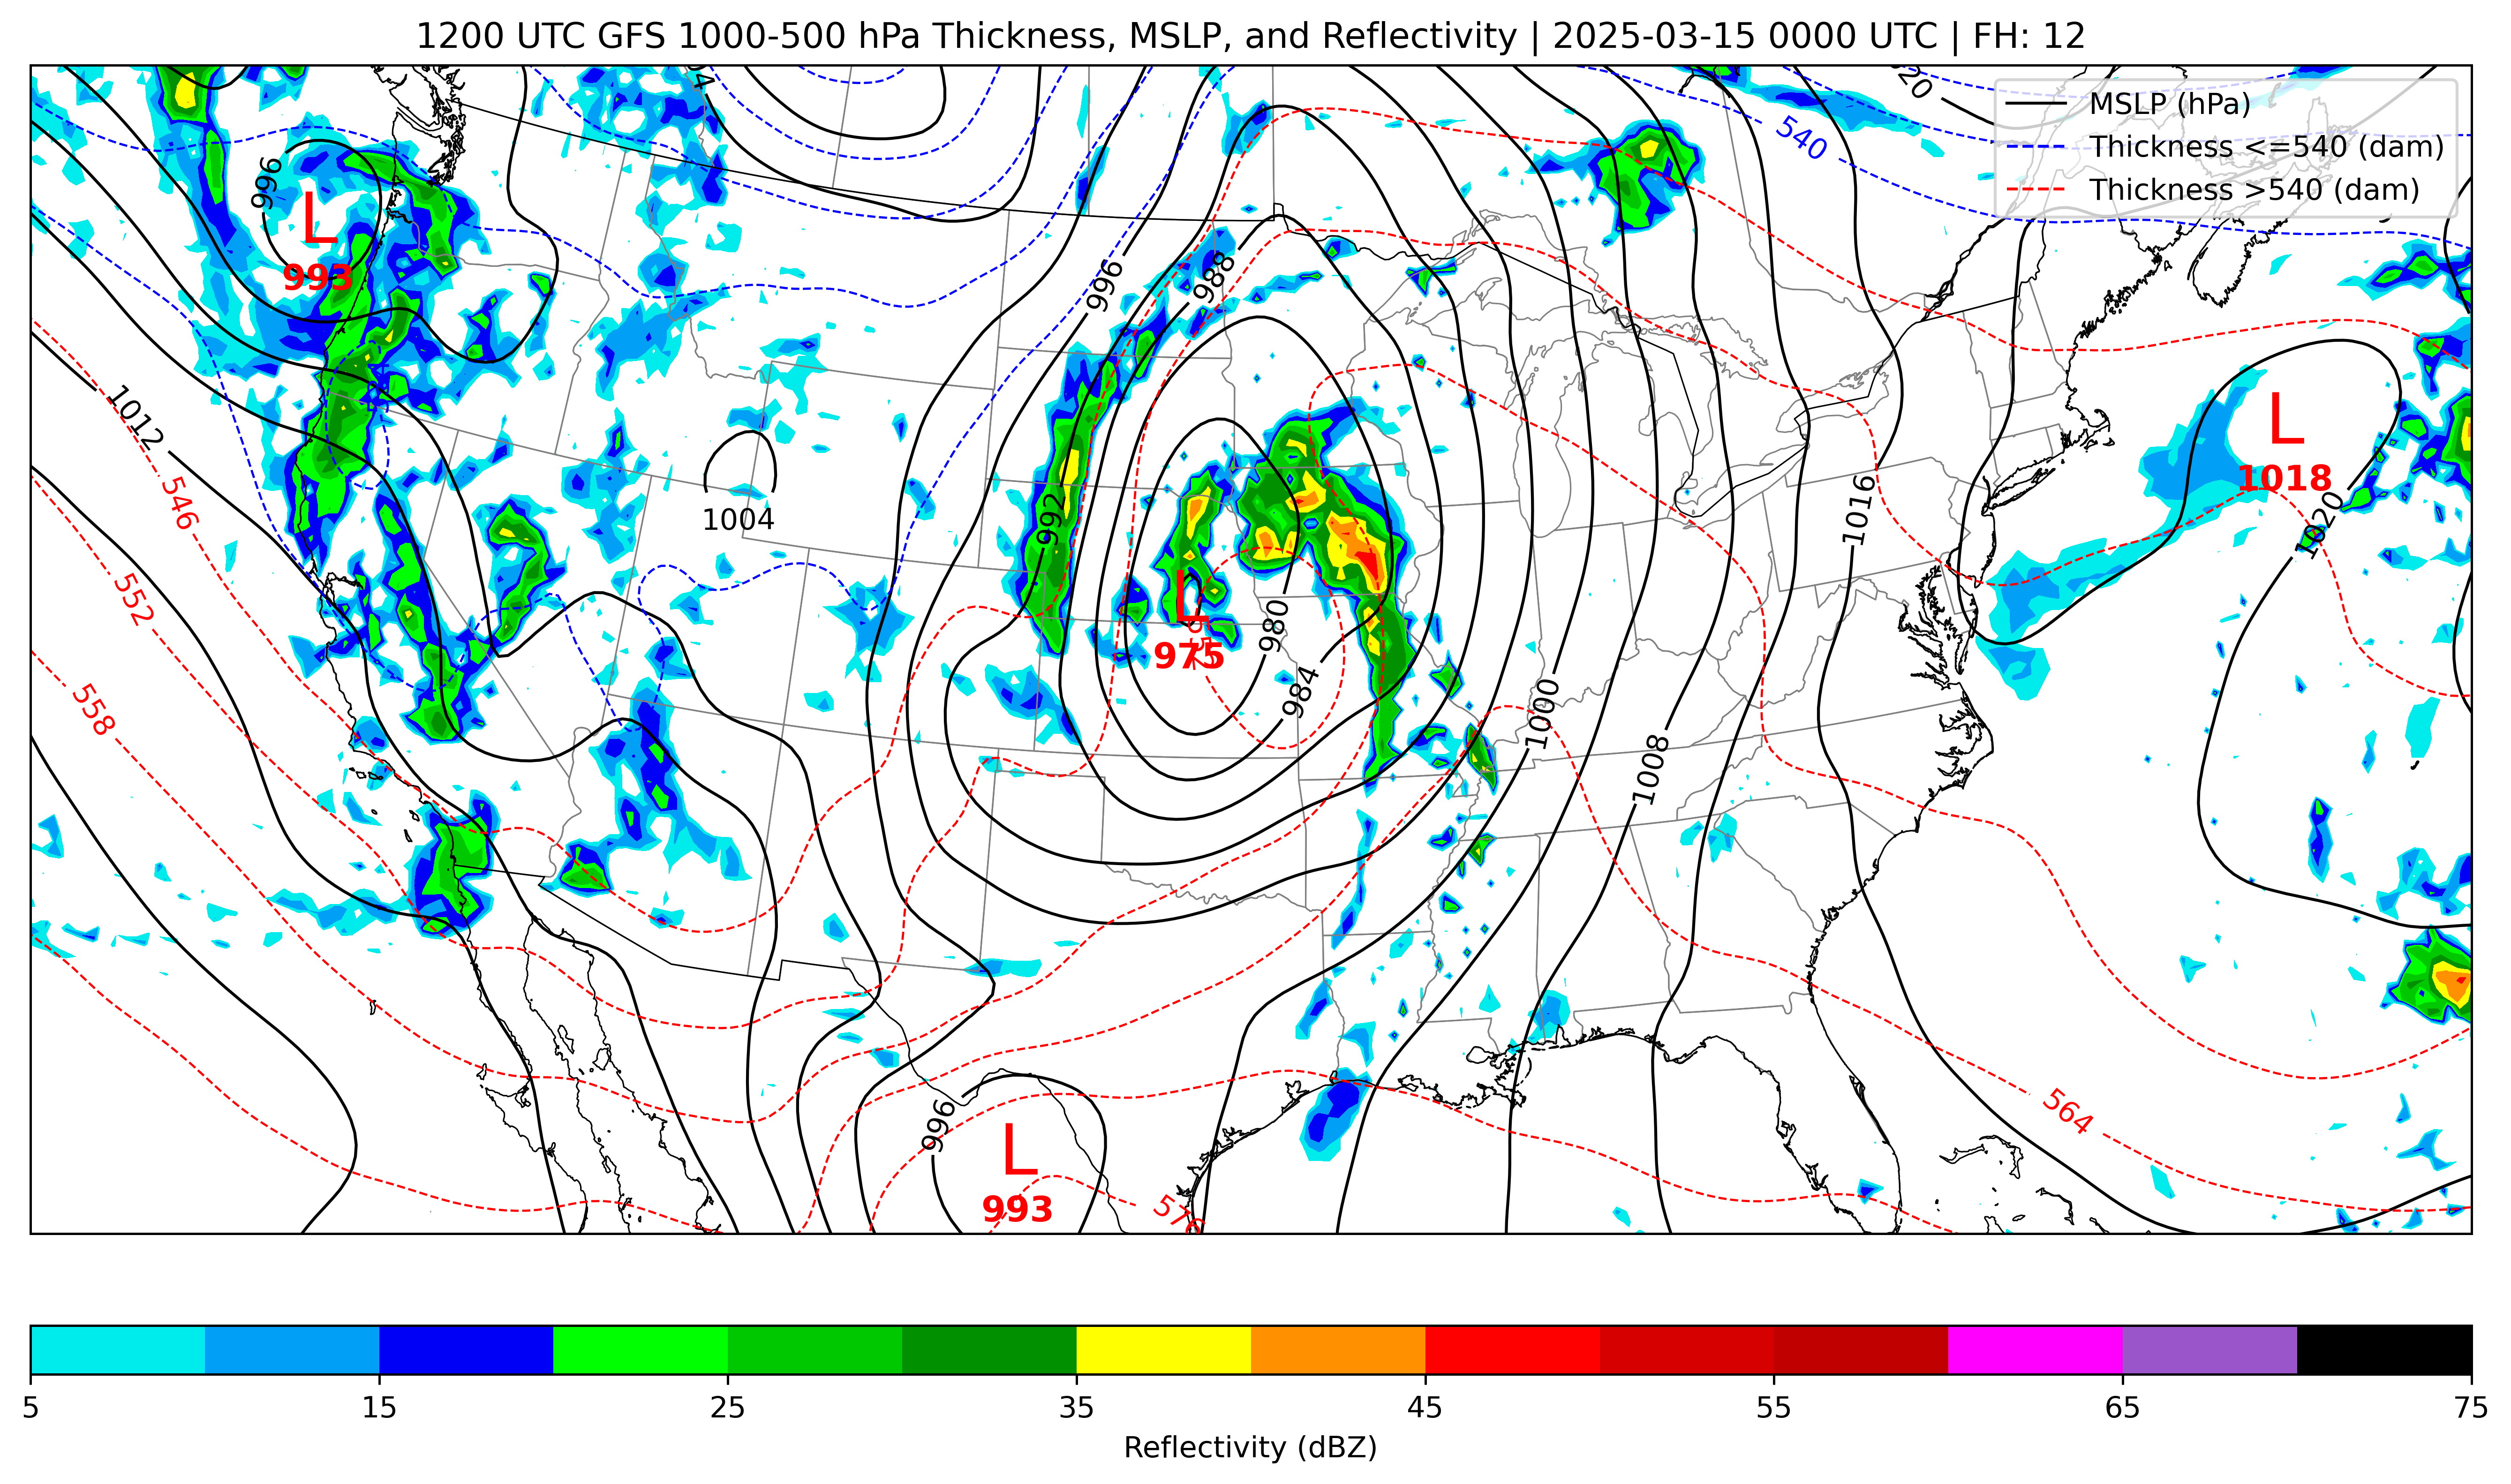 1200 UTC GFS 1000-500 hPa Thickness, MSLP, and Reflectivity | 2025-03-15 0000 UTC | FH: 12
MSLP (hPa)
Thickness <=540 (dam)
Thickness >540 (dam)
540
996
L
993
996
988
1012
L
1018
546
992
1004
1016
1020
552
L
975
980
984
558
1000
1008
564
996
L
993
5 15 25 35 45 55 65 75
Reflectivity (dBZ)